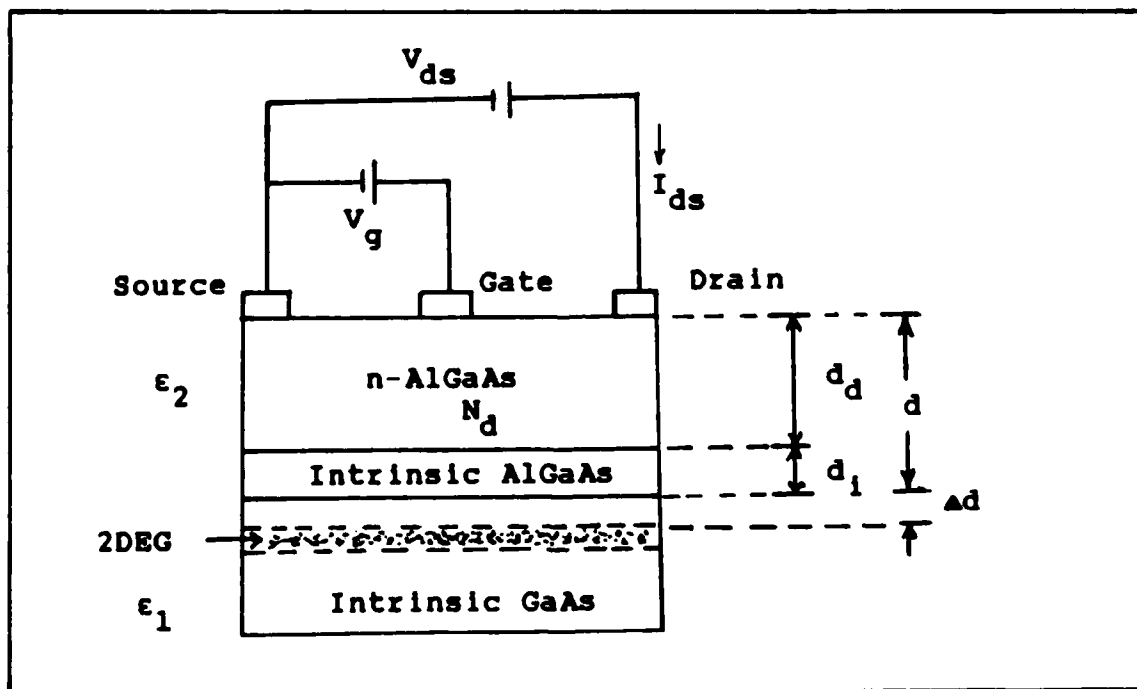 V_ds
I_ds
V_g
Source Gate Drain
ε_2
n-AlGaAs
N_d
d_d
d
Intrinsic AlGaAs
d_i
Δd
2DEG
ε_1
Intrinsic GaAs